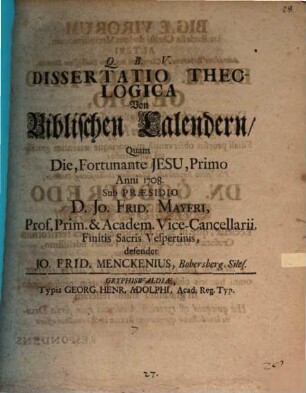 28
Q. B. V.
DISSERTATIO THEO-
LOGICA
Von
Biblischen Calendern/
Quam
Die, Fortunante JESU, Primo
Anni 1708.
Sub PRÆSIDIO
D. JO. FRID. MAYERI,
Prof. Prim. & Academ. Vice-Cancellarii.
Finitis Sacris Vespertinis,
defendet
JO. FRID. MENCKENIUS, Bobersberg. Siles.
GRYPHISWALDIÆ,
Typis GEORG. HENR. ADOLPHI, Acad. Reg. Typ.
27.